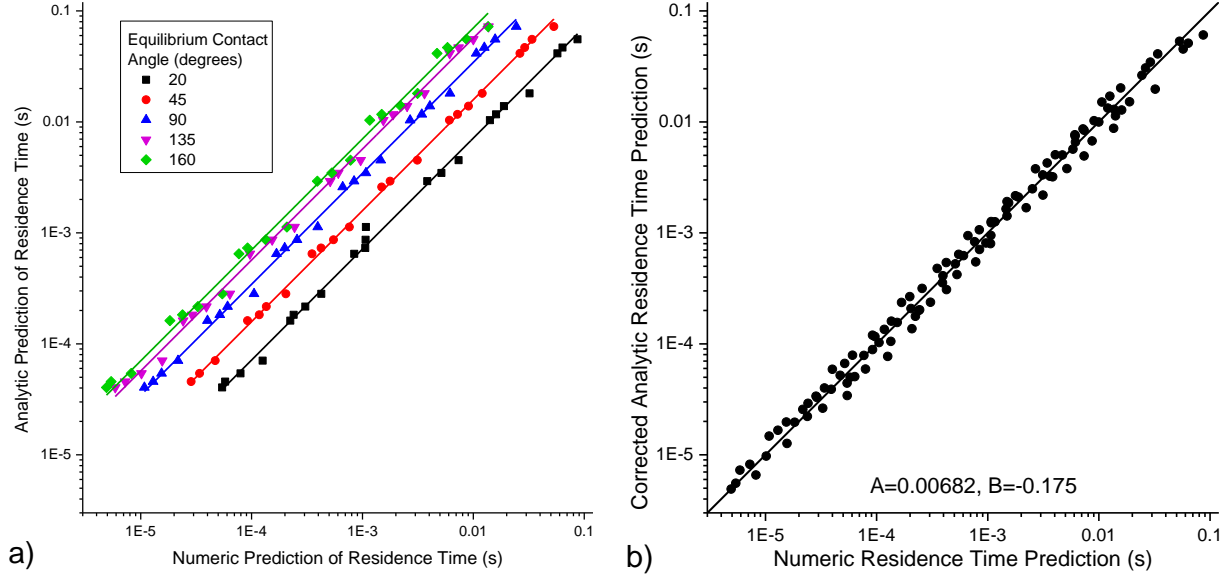 Equilibrium Contact
Angle (degrees)
20
45
90
135
160
0.1
0.01
1E-3
1E-4
1E-5
Analytic Prediction of Residence Time (s)
1E-5 1E-4 1E-3 0.01 0.1
Numeric Prediction of Residence Time (s)
a)
0.1
0.01
1E-3
1E-4
1E-5
Corrected Analytic Residence Time Prediction (s)
A=0.00682, B=-0.175
1E-5 1E-4 1E-3 0.01 0.1
Numeric Residence Time Prediction (s)
b)